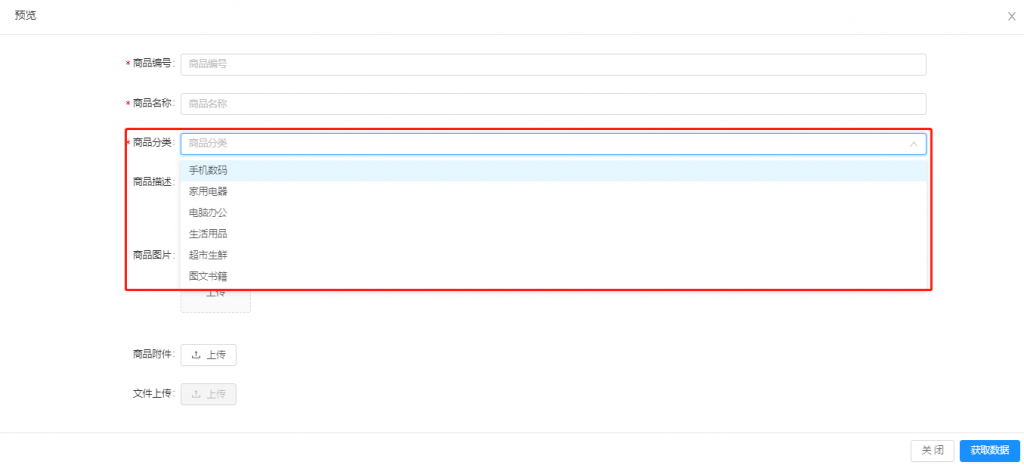 预览
* 商品编号: 商品编号
* 商品名称: 商品名称
* 商品分类: 商品分类
手机数码
商品描述:
家用电器
电脑办公
生活用品
商品图片: 超市生鲜
图文书籍
上传
商品附件: 上传
文件上传: 上传
关 闭 获取数据